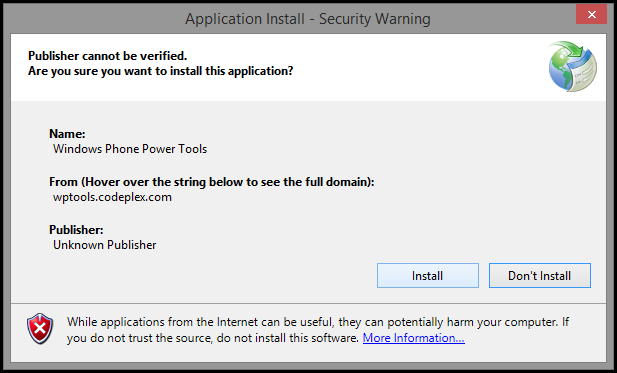 Application Install - Security Warning
Publisher cannot be verified.
Are you sure you want to install this application?
Name:
Windows Phone Power Tools
From (Hover over the string below to see the full domain):
wptools.codeplex.com
Publisher:
Unknown Publisher
Install
Don't Install
While applications from the Internet can be useful, they can potentially harm your computer. If
you do not trust the source, do not install this software. More Information...